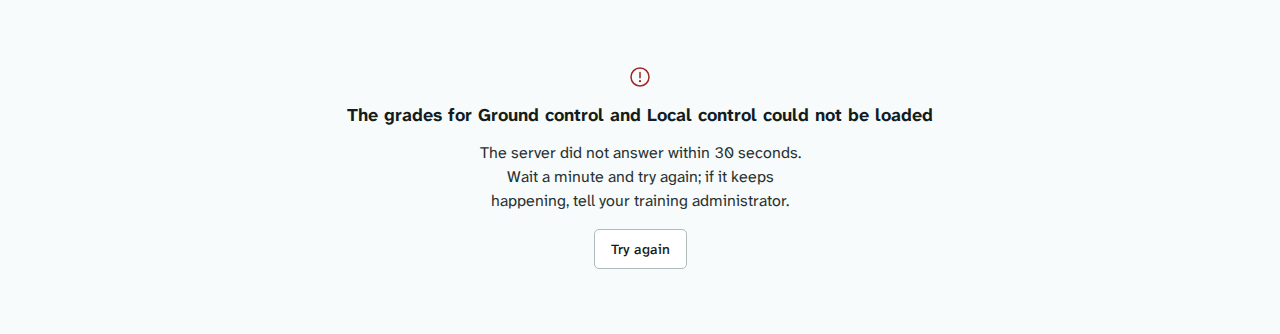 The grades for Ground control and Local control could not be loaded
The server did not answer within 30 seconds.
Wait a minute and try again; if it keeps
happening, tell your training administrator.
Try again